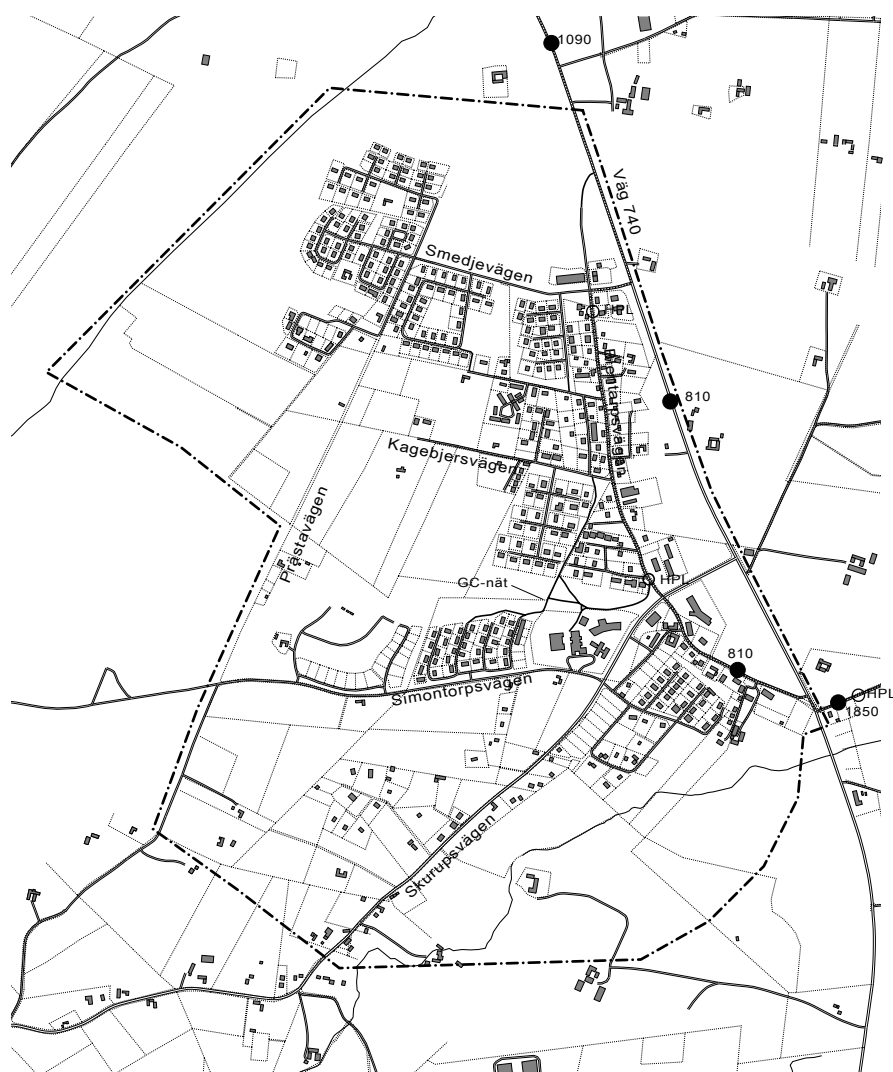 1090
Väg 740
Smedjevägen
HPL
810
Kagebjersvägen
Prästavägen
GC-nät
HPL
810
HPL
1850
Simontorpsvägen
Skurupsvägen